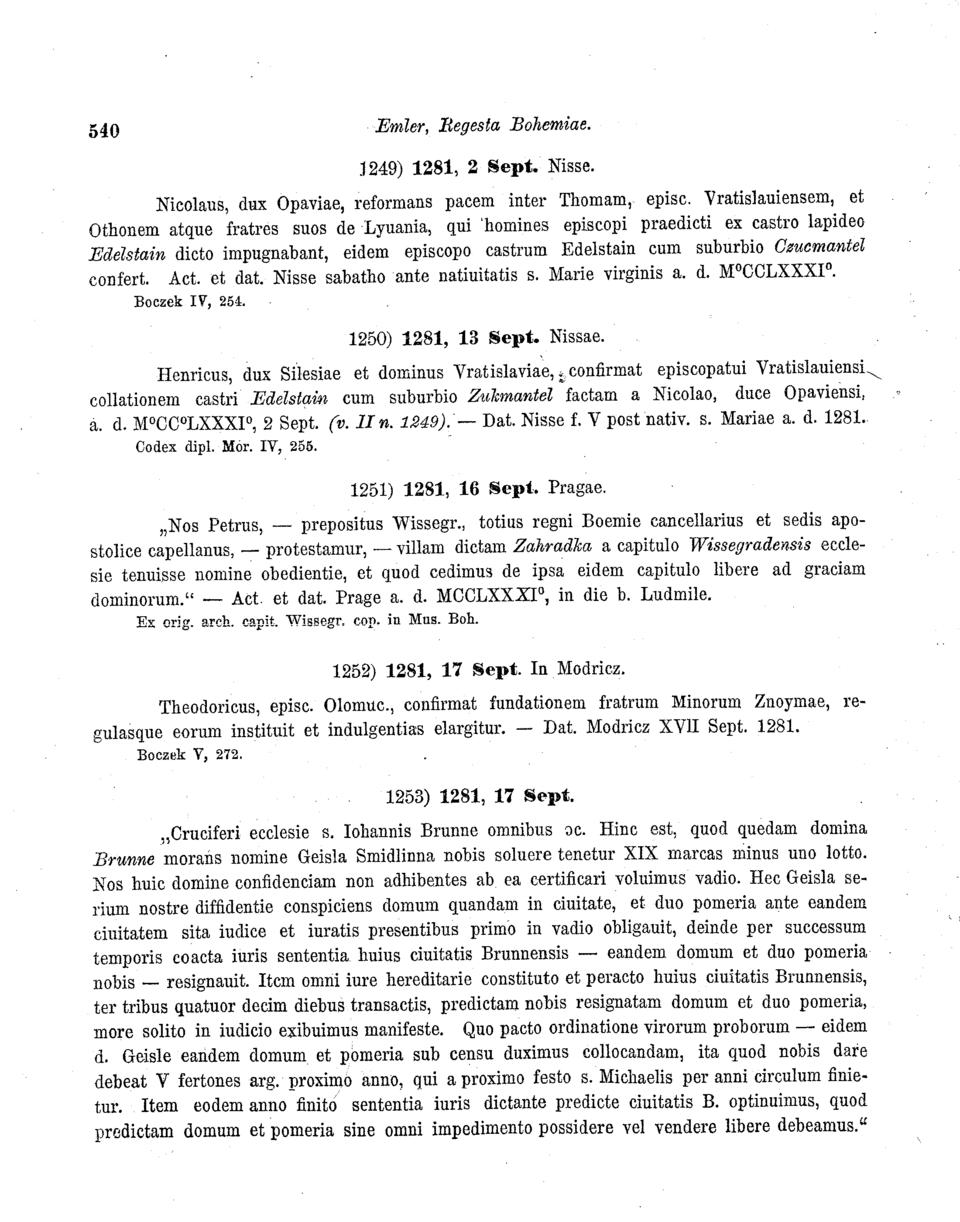 540
Emler, Regesta Bohemiae.
1249) 1281, 2 Sept. Nisse.
Nicolaus, dux Opaviae, reformans pacem inter Thomam, episc. Vratislauiensem, et
Othonem atque fratres suos de Lyuania, qui homines episcopi praedicti ex castro lapideo
Edelstain dicto impugnabant, eidem episcopo castrum Edelstain cum suburbio Czucmantel
confert. Act. et dat. Nisse sabatho ante natiuitatis s. Marie virginis a. d. M⁰CCLXXXI⁰.
Boczek IV, 254.
1250) 1281, 13 Sept. Nissae.
Henricus, dux Silesiae et dominus Vratislaviae, confirmat episcopatui Vratislauiensi
collationem castri Edelstain cum suburbio Zukmantel factam a Nicolao, duce Opaviensi,
a. d. M⁰CC⁰LXXXI⁰, 2 Sept. (v. II n. 1249). — Dat. Nisse f. V post nativ. s. Mariae a. d. 1281.
Codex dipl. Mor. IV, 255.
1251) 1281, 16 Sept. Pragae.
„Nos Petrus, — prepositus Wissegr., totius regni Boemie cancellarius et sedis apo-
stolice capellanus, — protestamur, — villam dictam Zahradka a capitulo Wissegradensis eccle-
sie tenuisse nomine obedientie, et quod cedimus de ipsa eidem capitulo libere ad graciam
dominorum.“ — Act. et dat. Prage a. d. MCCLXXXI⁰, in die b. Ludmile.
Ex orig. arch. capit. Wissegr. cop. in Mus. Boh.
1252) 1281, 17 Sept. In Modricz.
Theodoricus, episc. Olomuc., confirmat fundationem fratrum Minorum Znoymae, re-
gulasque eorum instituit et indulgentias elargitur. — Dat. Modricz XVII Sept. 1281.
Boczek V, 272.
1253) 1281, 17 Sept.
„Cruciferi ecclesie s. Iohannis Brunne omnibus ɔc. Hinc est, quod quedam domina
Brunne morans nomine Geisla Smidlinna nobis soluere tenetur XIX marcas minus uno lotto.
Nos huic domine confidenciam non adhibentes ab ea certificari voluimus vadio. Hec Geisla se-
rium nostre diffidentie conspiciens domum quandam in ciuitate, et duo pomeria ante eandem
ciuitatem sita iudice et iuratis presentibus primo in vadio obligauit, deinde per successum
temporis coacta iuris sententia huius ciuitatis Brunnensis — eandem domum et duo pomeria
nobis — resignauit. Item omni iure hereditarie constituto et peracto huius ciuitatis Brunnensis,
ter tribus quatuor decim diebus transactis, predictam nobis resignatam domum et duo pomeria,
more solito in iudicio exibuimus manifeste. Quo pacto ordinatione virorum proborum — eidem
d. Geisle eandem domum et pomeria sub censu duximus collocandam, ita quod nobis dare
debeat V fertones arg. proximo anno, qui a proximo festo s. Michaelis per anni circulum finie-
tur. Item eodem anno finito sententia iuris dictante predicte ciuitatis B. optinuimus, quod
predictam domum et pomeria sine omni impedimento possidere vel vendere libere debeamus.“